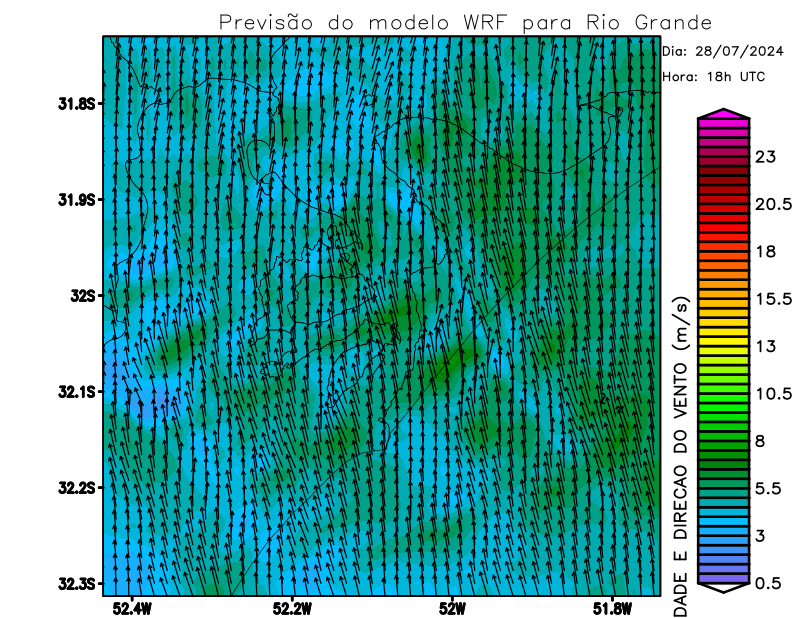 Previsão do modelo WRF para Rio Grande
Dia: 28/07/2024
Hora: 18h UTC
31.8S
31.9S
32S
32.1S
32.2S
32.3S
52.4W
52.2W
52W
51.8W
23
20.5
18
15.5
13
10.5
8
5.5
3
0.5
DADE E DIRECAO DO VENTO (m/s)